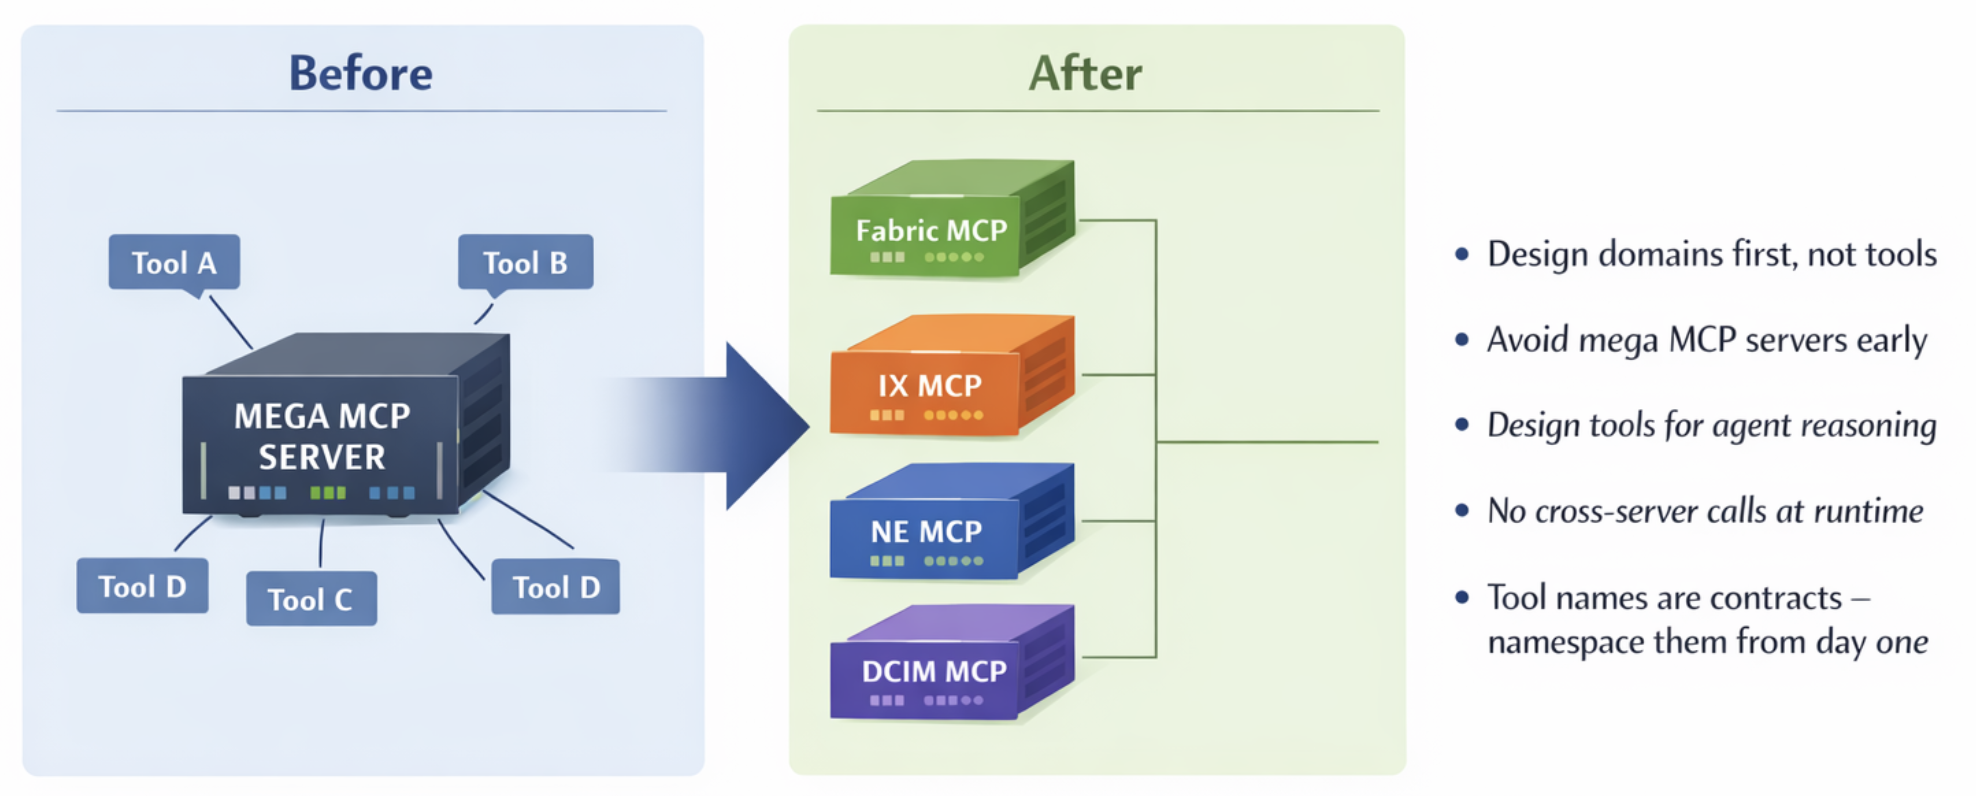 Before
Tool A
Tool B
MEGA MCP
SERVER
Tool D
Tool C
Tool D
After
Fabric MCP
IX MCP
NE MCP
DCIM MCP
• Design domains first, not tools
• Avoid mega MCP servers early
• Design tools for agent reasoning
• No cross-server calls at runtime
• Tool names are contracts –
namespace them from day one